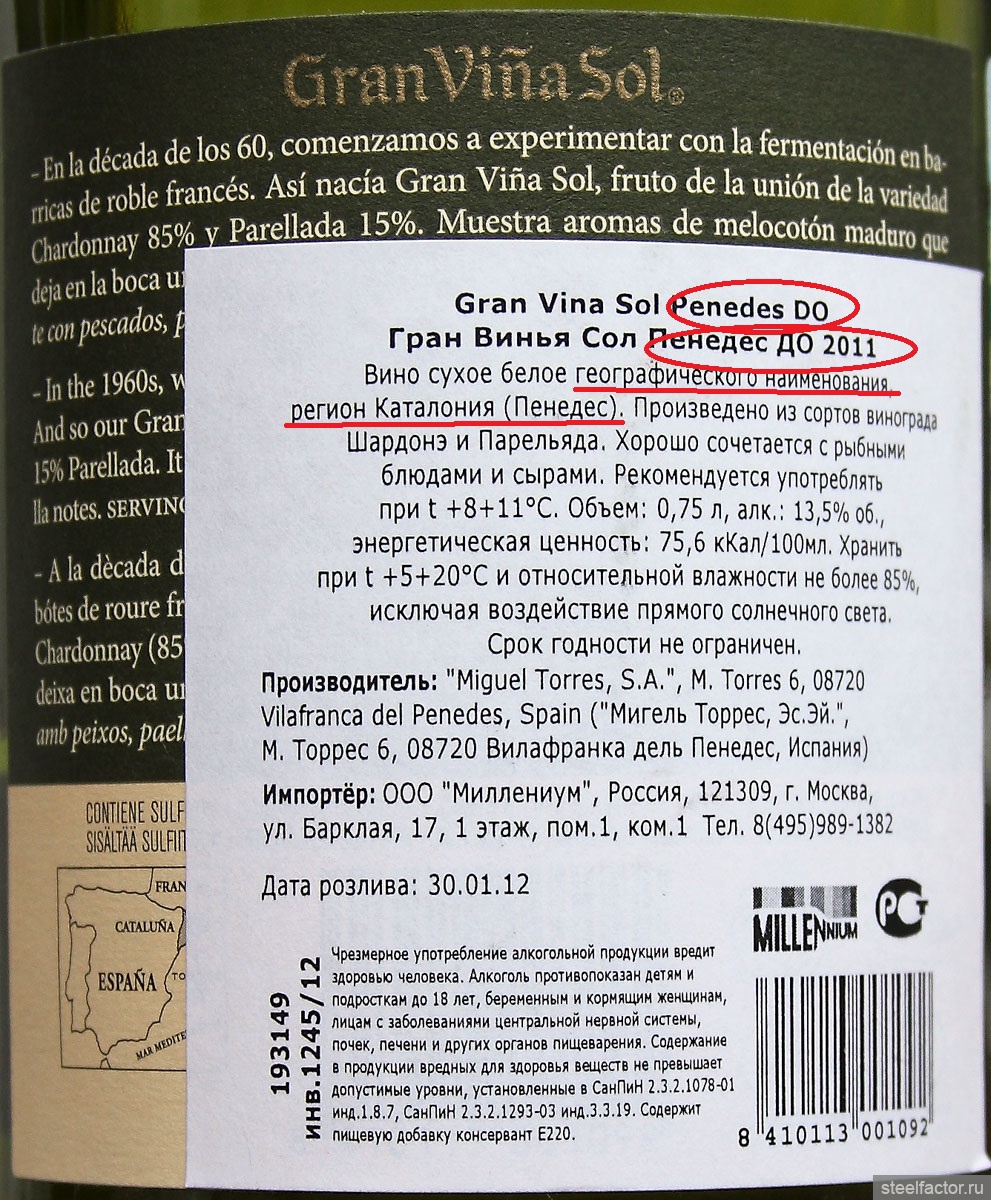 Gran Viña Sol®
- En la década de los 60, comenzamos a experimentar con la fermentación en ba-
rricas de roble francés. Así nacía Gran Viña Sol, fruto de la unión de la variedad
Chardonnay 85% y Parellada 15%. Muestra aromas de melocotón maduro que
deja en la boca
te con pescados,
- In the 1960s,
And so our Gran
15% Parellada. It
lla notes. SERVING
- A la dècada d
bótes de roure fr
Chardonnay (85
deixa en boca
amb peixos, pael
CONTIENE SULF
SISÄLTÄÄ SULFIIT
FRAN
CATALUÑA
ESPAÑA
TO
MAR MEDITE
Gran Vina Sol Penedes DO
Гран Винья Сол Пенедес ДО 2011
Вино сухое белое географического наименования,
регион Каталония (Пенедес). Произведено из сортов винограда
Шардонэ и Парельяда. Хорошо сочетается с рыбными
блюдами и сырами. Рекомендуется употреблять
при t +8+11°C. Объем: 0,75 л, алк.: 13,5% об.,
энергетическая ценность: 75,6 кКал/100мл. Хранить
при t +5+20°C и относительной влажности не более 85%,
исключая воздействие прямого солнечного света.
Срок годности не ограничен.
Производитель: "Miguel Torres, S.A.", M. Torres 6, 08720
Vilafranca del Penedes, Spain ("Мигель Торрес, Эс.Эй.",
М. Торрес 6, 08720 Вилафранка дель Пенедес, Испания)
Импортёр: ООО "Миллениум", Россия, 121309, г. Москва,
ул. Барклая, 17, 1 этаж, пом.1, ком.1 Тел. 8(495)989-1382
Дата розлива: 30.01.12
MILLENNIUM
РСТ
193149
инв.1245/12
Чрезмерное употребление алкогольной продукции вредит
здоровью человека. Алкоголь противопоказан детям и
подросткам до 18 лет, беременным и кормящим женщинам,
лицам с заболеваниями центральной нервной системы,
почек, печени и других органов пищеварения. Содержание
в продукции вредных для здоровья веществ не превышает
допустимые уровни, установленные в СанПиН 2.3.2.1078-01
инд.1.8.7, СанПиН 2.3.2.1293-03 инд.3.3.19. Содержит
пищевую добавку консервант Е220.
8 410113 001092
steelfactor.ru